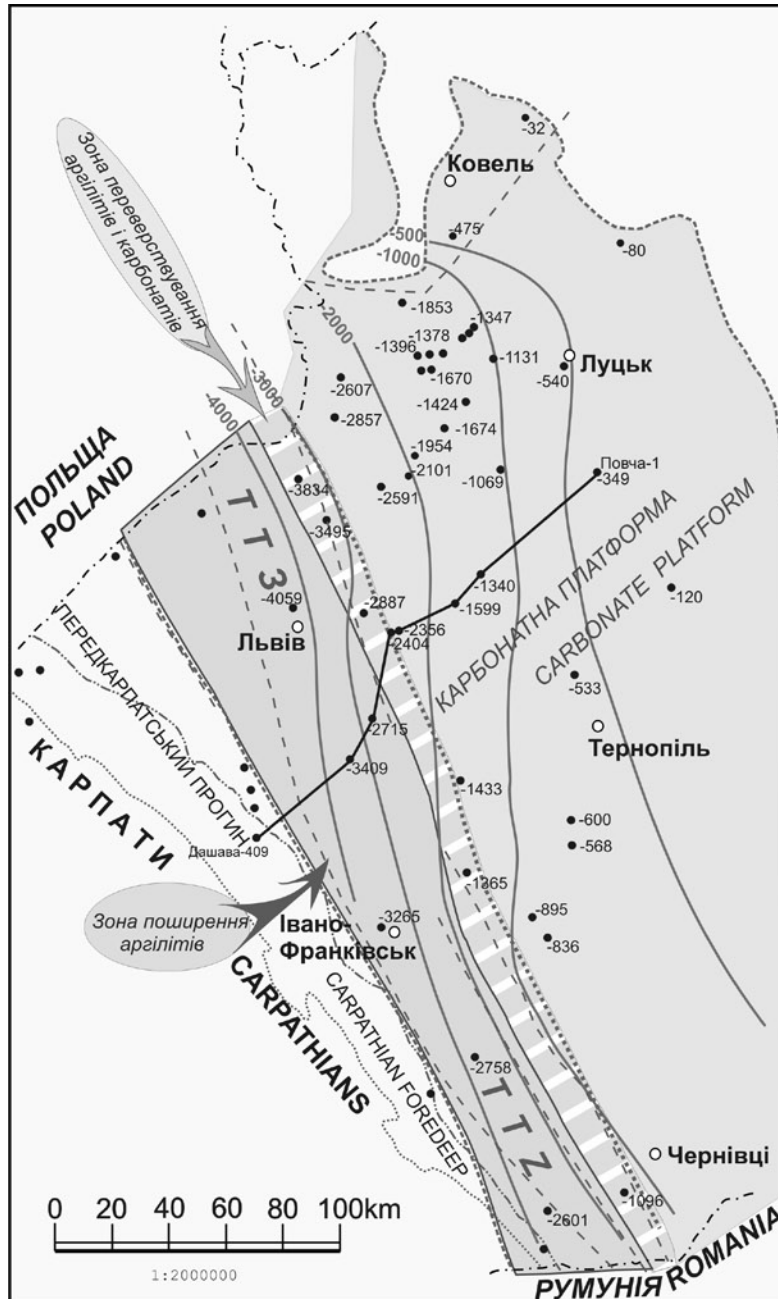 -32
Ковель
Зона переверствування
аргілітів і карбонатів
-475
-80
-500
-1000
-1853
-2000
-1347
-1378
-1396
-1131
Луцьк
-540
-1670
-2607
-3000
-4000
-2857
-1424
-1674
-1954
-2101
-1069
Повча-1
-349
ПОЛЬЩА
POLAND
-3834
-2591
-3495
ТТЗ
КАРБОНАТНА ПЛАТФОРМА
CARBONATE PLATFORM
-1340
-120
-1599
-4059
-2887
-2356
-2404
Львів
ПЕРЕДКАРПАТСЬКИЙ ПРОГИН
-533
-2715
Тернопіль
КАРПАТИ
-3409
-1433
-600
Дашава-409
-568
-1365
Зона поширення
аргілітів
-895
-3265
Івано-
Франківськ
-836
CARPATHIANS
CARPATHIAN FOREDEEP
-2758
TTZ
Чернівці
-1096
-2601
0 20 40 60 80 100km
1:2000000
РУМУНІЯ ROMANIA